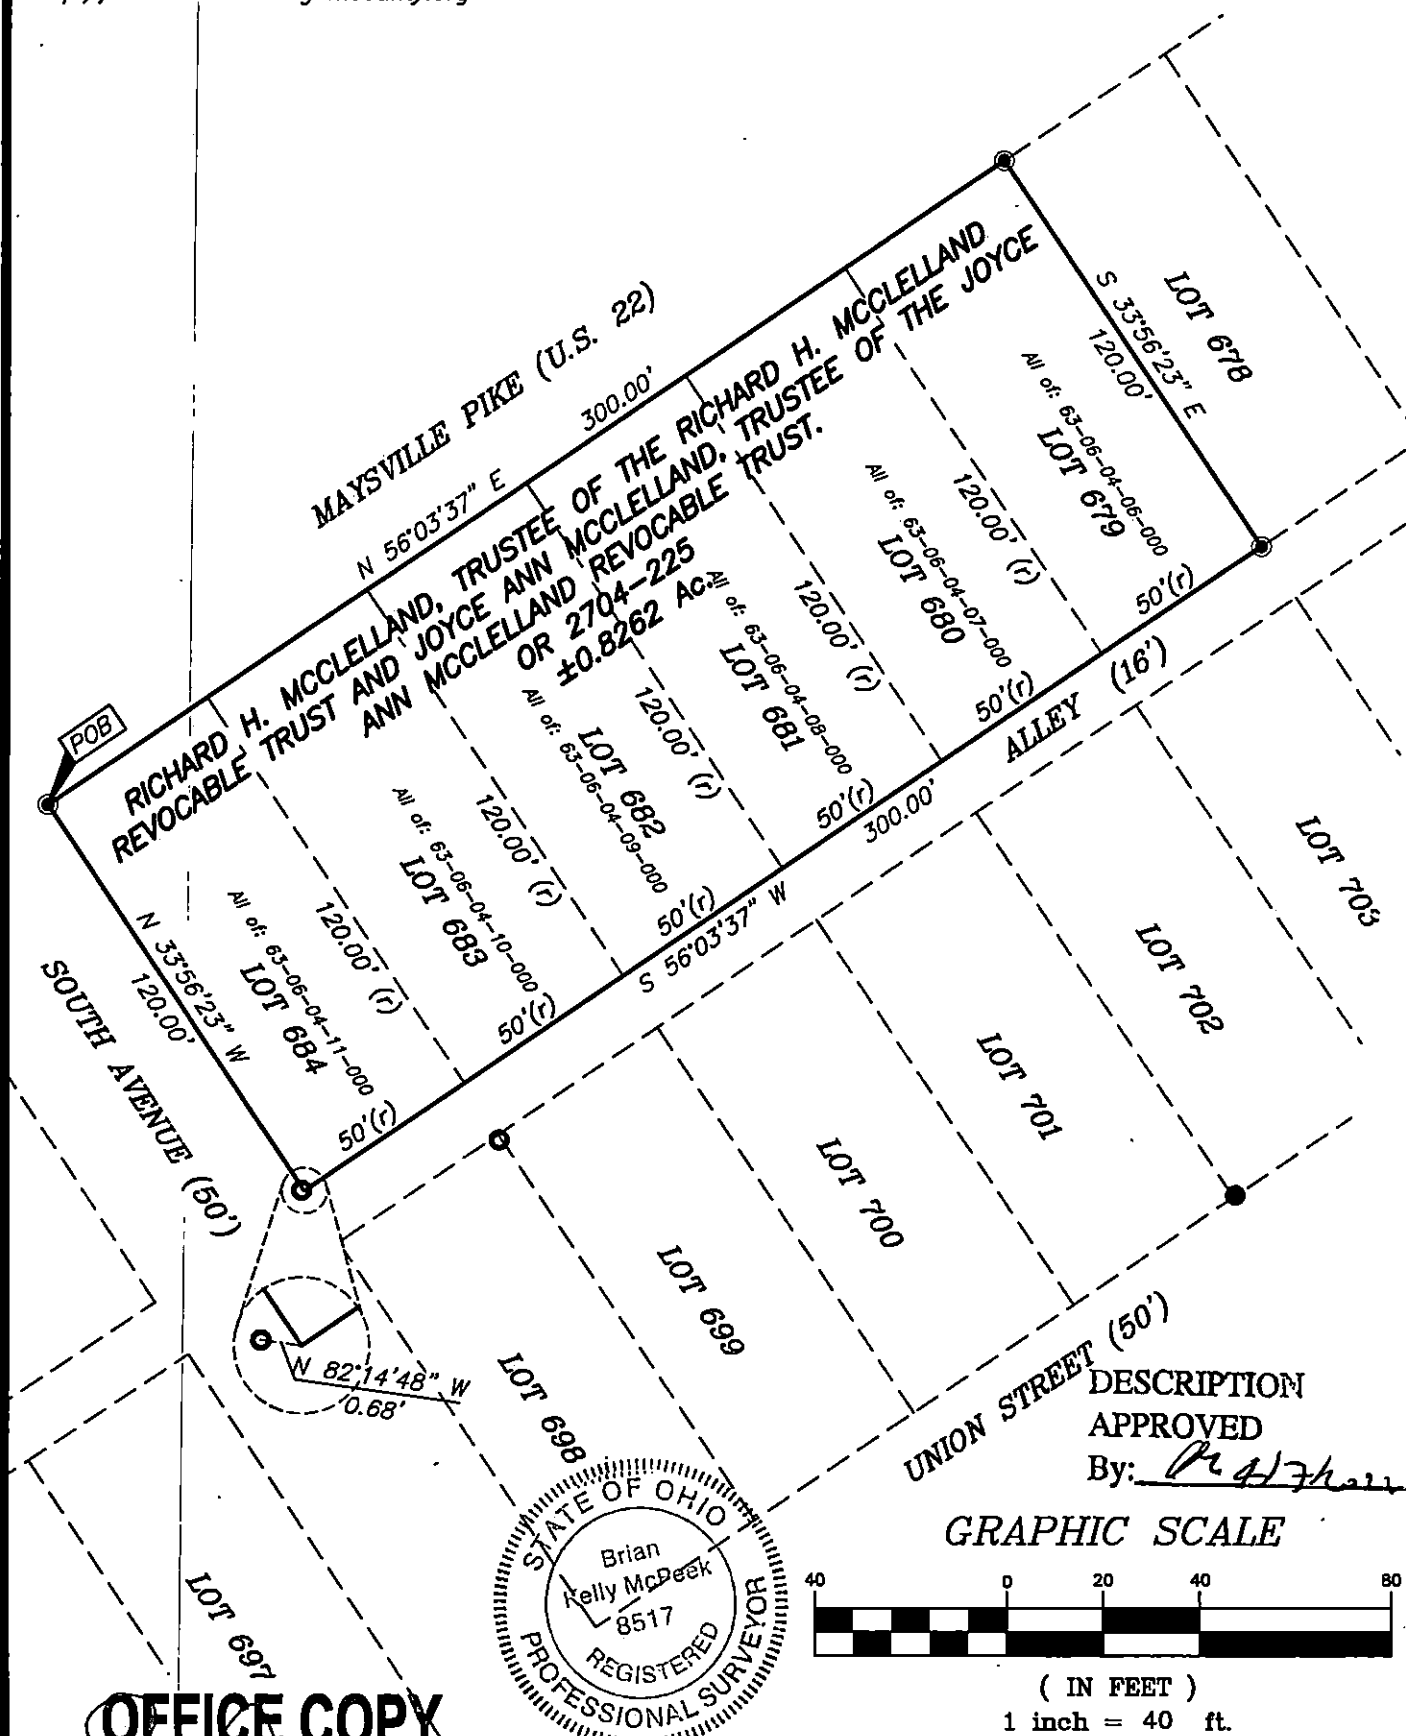 MAYSVILLE PIKE (U.S. 22)
N 56°03'37" E
300.00'
POB
RICHARD H. MCCLELLAND, TRUSTEE OF THE RICHARD H. MCCLELLAND
REVOCABLE TRUST AND JOYCE ANN MCCLELLAND, TRUSTEE OF THE JOYCE
ANN MCCLELLAND REVOCABLE TRUST.
OR 2704-225
±0.8262 Ac.
S 33°56'23" E
120.00'
LOT 678
All of: 63-06-04-06-000
LOT 679
120.00' (r)
50'(r)
All of: 63-06-04-07-000
LOT 680
120.00' (r)
50'(r)
All of: 63-06-04-08-000
LOT 681
120.00' (r)
50'(r)
All of: 63-06-04-09-000
LOT 682
120.00' (r)
50'(r)
All of: 63-06-04-10-000
LOT 683
120.00' (r)
50'(r)
All of: 63-06-04-11-000
LOT 684
50'(r)
N 33°56'23" W
120.00'
SOUTH AVENUE (50')
S 56°03'37" W
300.00'
ALLEY (16')
LOT 703
LOT 702
LOT 701
LOT 700
LOT 699
LOT 698
LOT 697
N 82°14'48" W
0.68'
UNION STREET (50')
DESCRIPTION
APPROVED
By:
STATE OF OHIO
Brian
Kelly McPeek
8517
REGISTERED
PROFESSIONAL SURVEYOR
GRAPHIC SCALE
40 0 20 40 80
( IN FEET )
1 inch = 40 ft.
OFFICE COPY